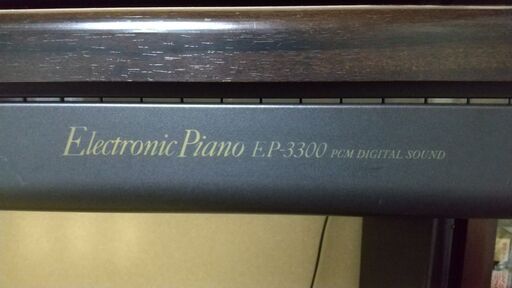 Electronic Piano EP-3300 PCM DIGITAL SOUND